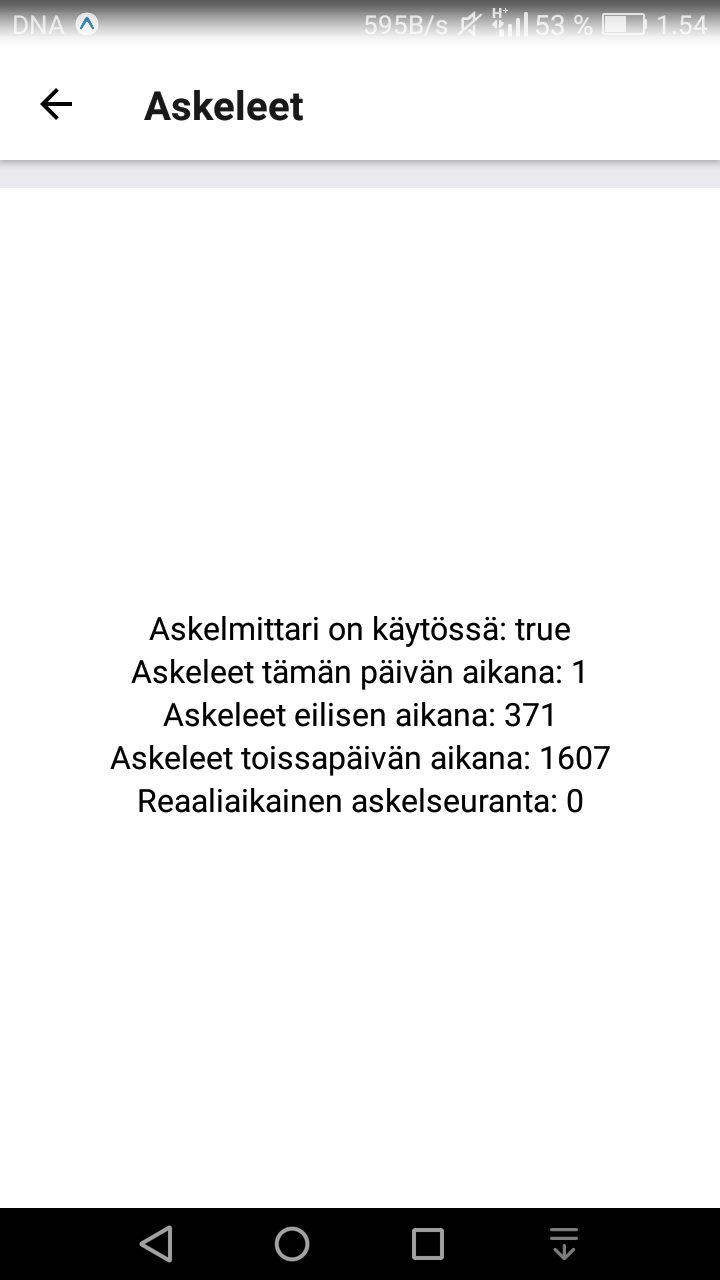 DNA 595B/s H+ 53 % 1.54
Askeleet
Askelmittari on käytössä: true
Askeleet tämän päivän aikana: 1
Askeleet eilisen aikana: 371
Askeleet toissapäivän aikana: 1607
Reaaliaikainen askelseuranta: 0